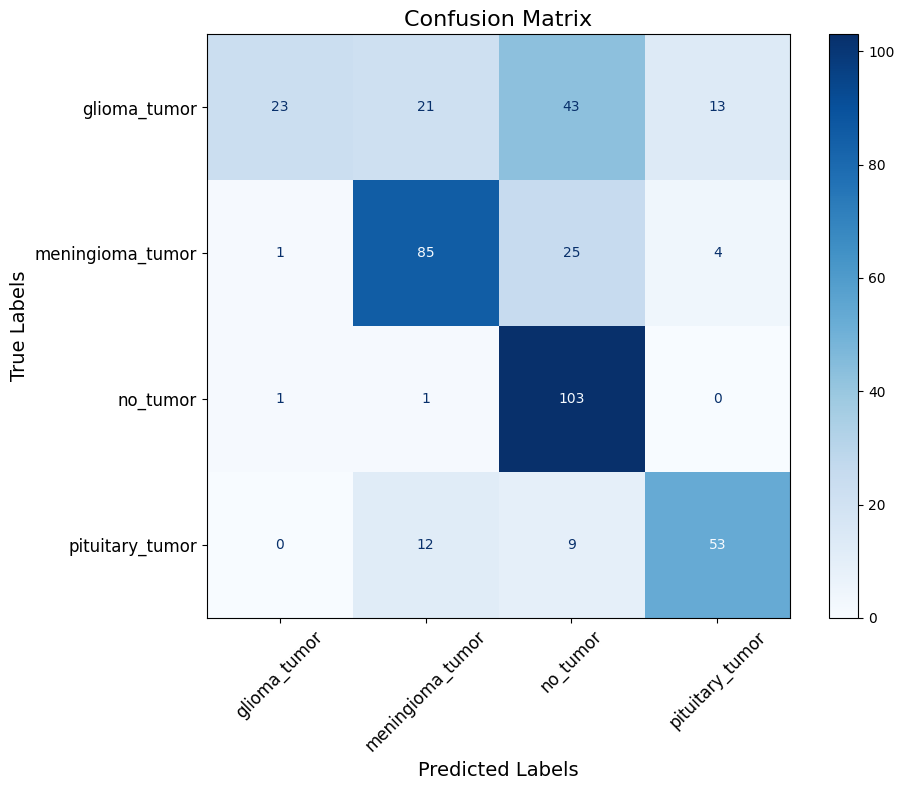 Confusion Matrix
True Labels
glioma_tumor
23 21 43 13
meningioma_tumor
1 85 25 4
no_tumor
1 1 103 0
pituitary_tumor
0 12 9 53
glioma_tumor
meningioma_tumor
no_tumor
pituitary_tumor
Predicted Labels
100
80
60
40
20
0